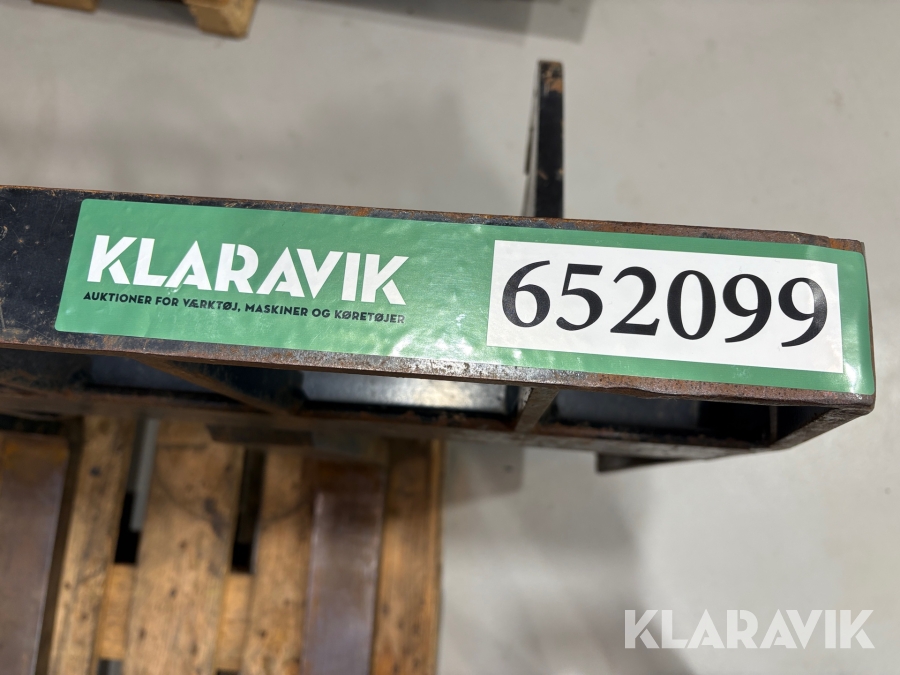 KLARAVIK
AUKTIONER FOR VÆRKTØJ, MASKINER OG KØRETØJER
652099
KLARAVIK